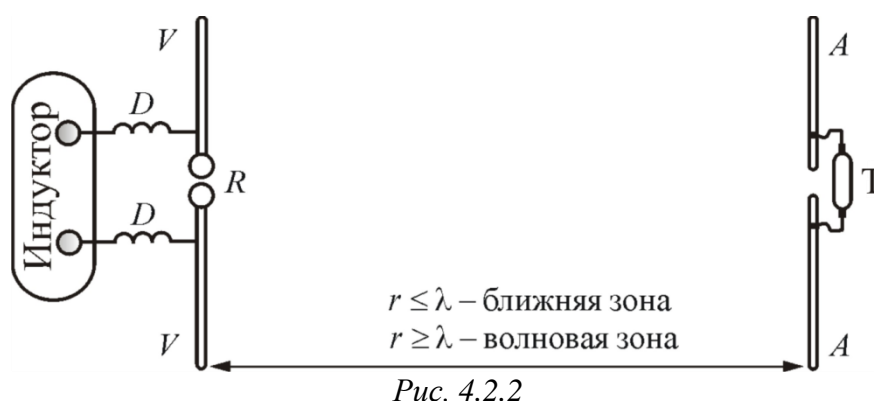 V
A
D
Индуктор
R
T
D
r ≤ λ – ближняя зона
r ≥ λ – волновая зона
V
A
Рис. 4.2.2